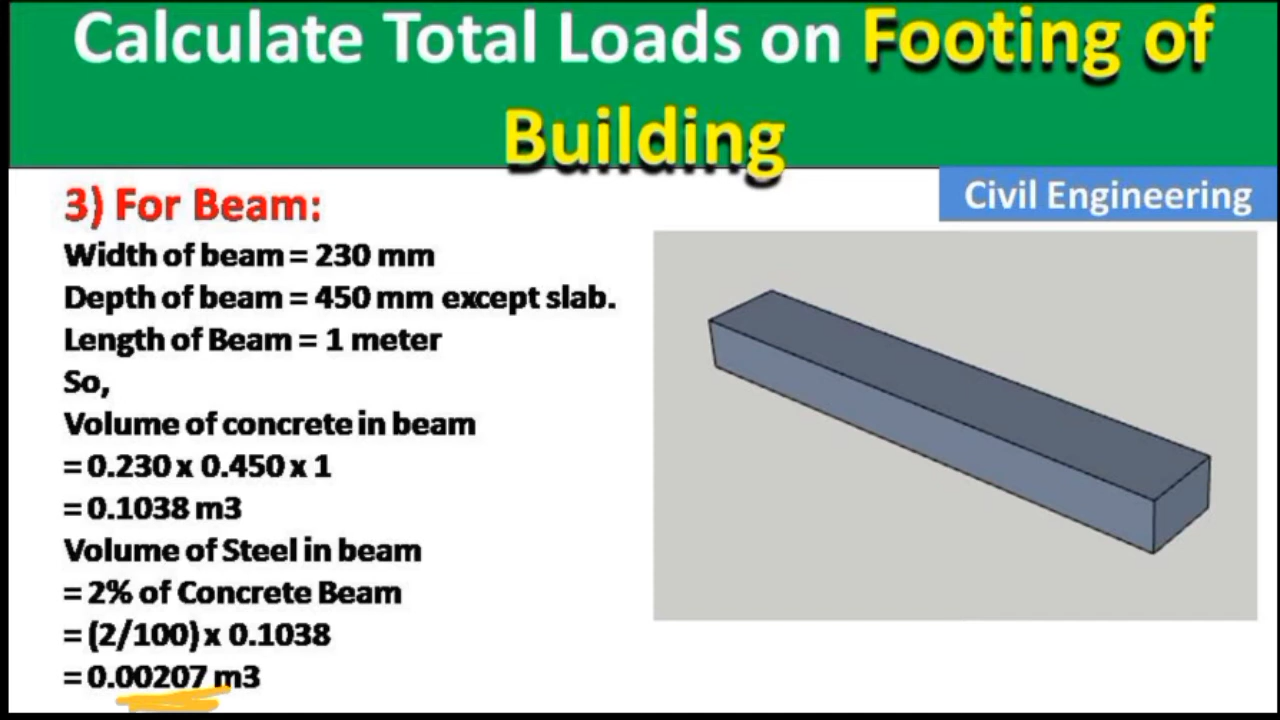 Calculate Total Loads on Footing of
Building
Civil Engineering
3) For Beam:
Width of beam = 230 mm
Depth of beam = 450 mm except slab.
Length of Beam = 1 meter
So,
Volume of concrete in beam
= 0.230 x 0.450 x 1
= 0.1038 m3
Volume of Steel in beam
= 2% of Concrete Beam
= (2/100) x 0.1038
= 0.00207 m3